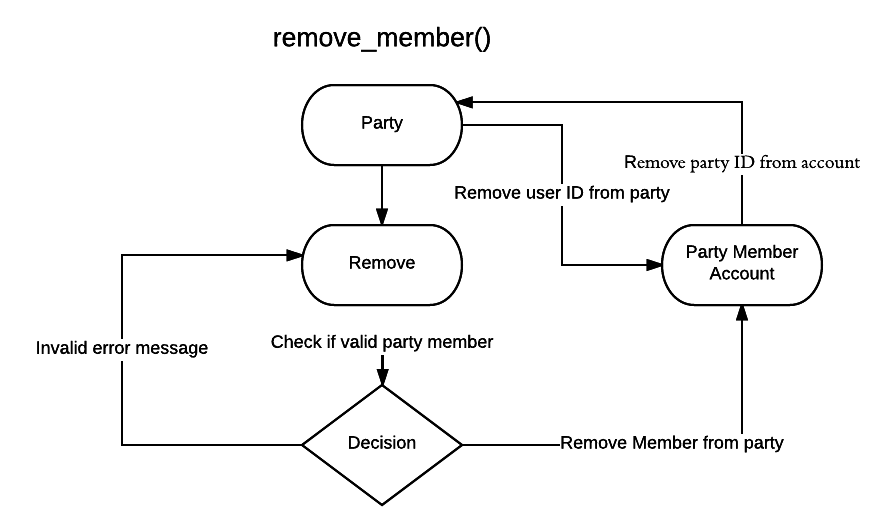 remove_member()
Party
Remove party ID from account
Remove user ID from party
Remove
Party Member
Account
Invalid error message
Check if valid party member
Decision
Remove Member from party